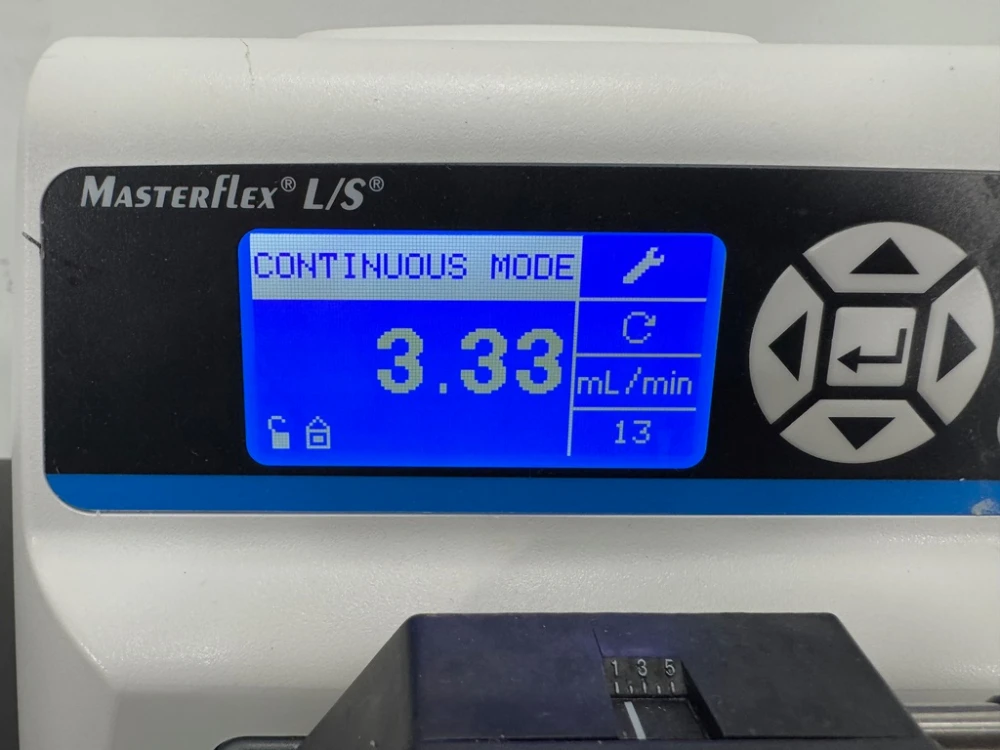 MASTERFLEX® L/S®
CONTINUOUS MODE
3.33
mL/min
13
1 3 5